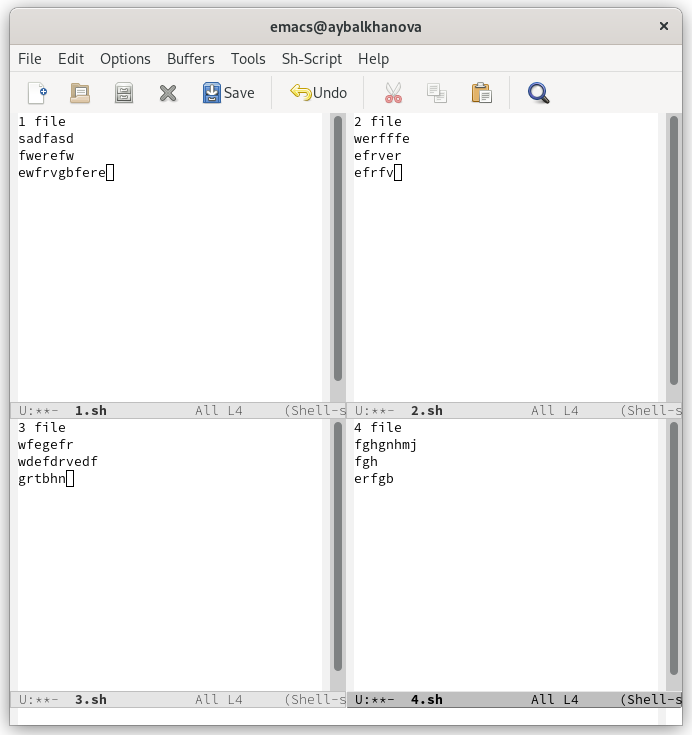 emacs@aybalkhanova
File Edit Options Buffers Tools Sh-Script Help
Save Undo
1 file
sadfasd
fwerefw
ewfrvgbfere
U:**- 1.sh All L4 (Shell-s
2 file
werfffe
efrver
efrfv
U:**- 2.sh All L4 (Shell-s
3 file
wfegefr
wdefdrvedf
grtbhn
U:**- 3.sh All L4 (Shell-s
4 file
fghgnhmj
fgh
erfgb
U:**- 4.sh All L4 (Shell-s